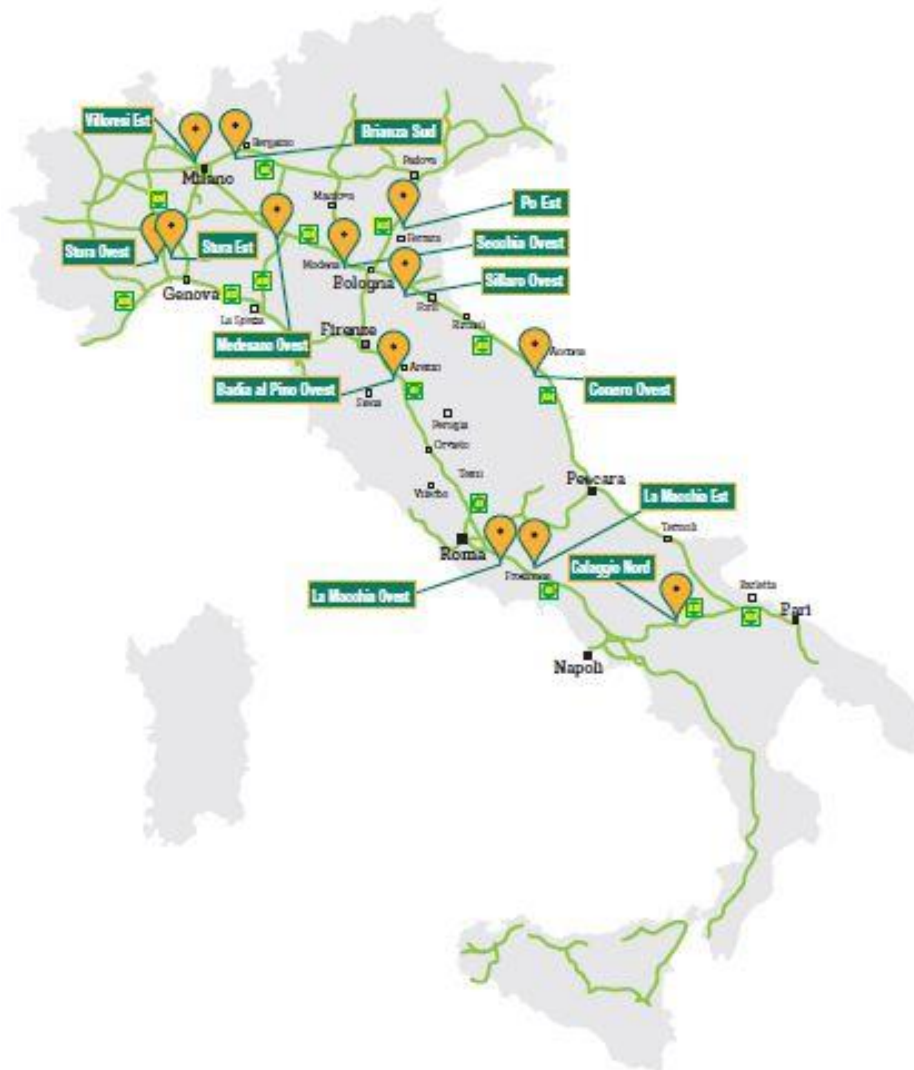 Villoresi Est
Bergamo
Brianza Sud
Milano
Padova
Mantova
Po Est
Stura Ovest
Stura Est
Ferrara
Secchia Ovest
Modena
Bologna
Sillaro Ovest
Genova
Forlì
La Spezia
Rimini
Firenze
Medesano Ovest
Ancona
Arezzo
Badia al Pino Ovest
Conero Ovest
Siena
Perugia
Orvieto
Terni
Pescara
Viterbo
La Macchia Est
Roma
Termoli
Frosinone
Calaggio Nord
La Macchia Ovest
Barletta
Bari
Napoli